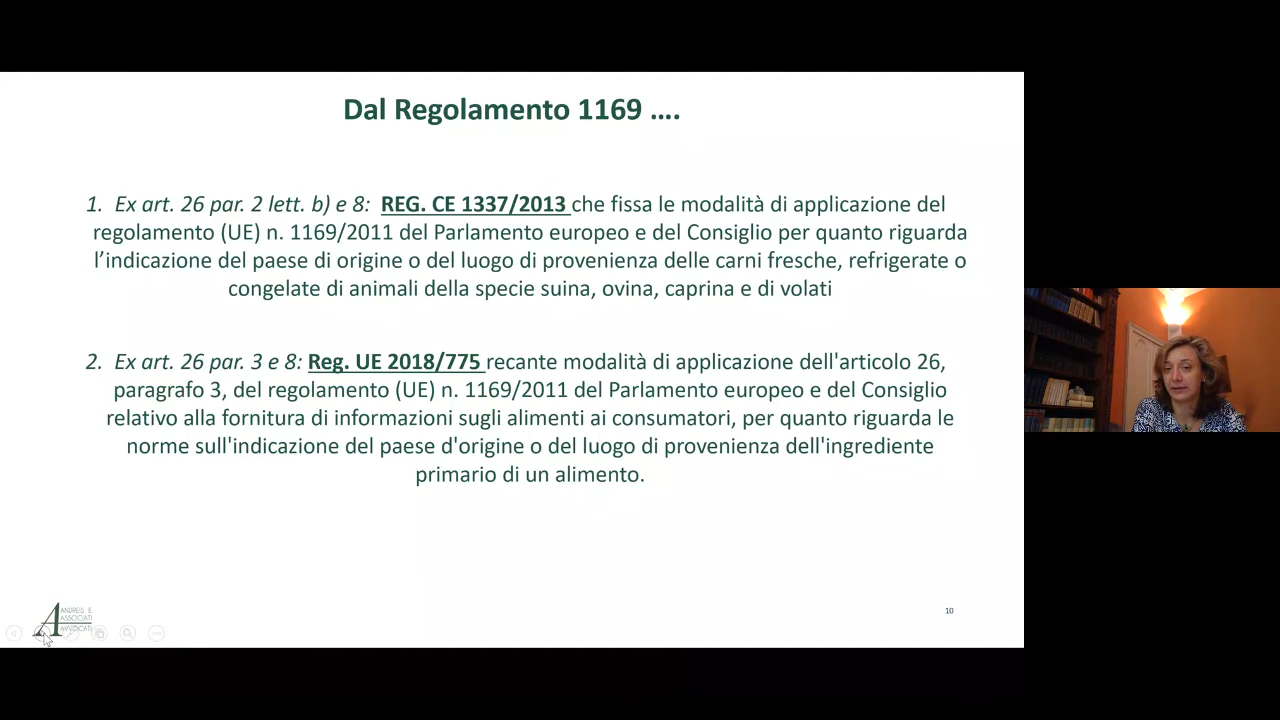 Dal Regolamento 1169 ....
1. Ex art. 26 par. 2 lett. b) e 8: REG. CE 1337/2013 che fissa le modalità di applicazione del
regolamento (UE) n. 1169/2011 del Parlamento europeo e del Consiglio per quanto riguarda
l’indicazione del paese di origine o del luogo di provenienza delle carni fresche, refrigerate o
congelate di animali della specie suina, ovina, caprina e di volati
2. Ex art. 26 par. 3 e 8: Reg. UE 2018/775 recante modalità di applicazione dell'articolo 26,
paragrafo 3, del regolamento (UE) n. 1169/2011 del Parlamento europeo e del Consiglio
relativo alla fornitura di informazioni sugli alimenti ai consumatori, per quanto riguarda le
norme sull'indicazione del paese d'origine o del luogo di provenienza dell'ingrediente
primario di un alimento.
A ANDREIS E
ASSOCIATI
AVVOCATI
10